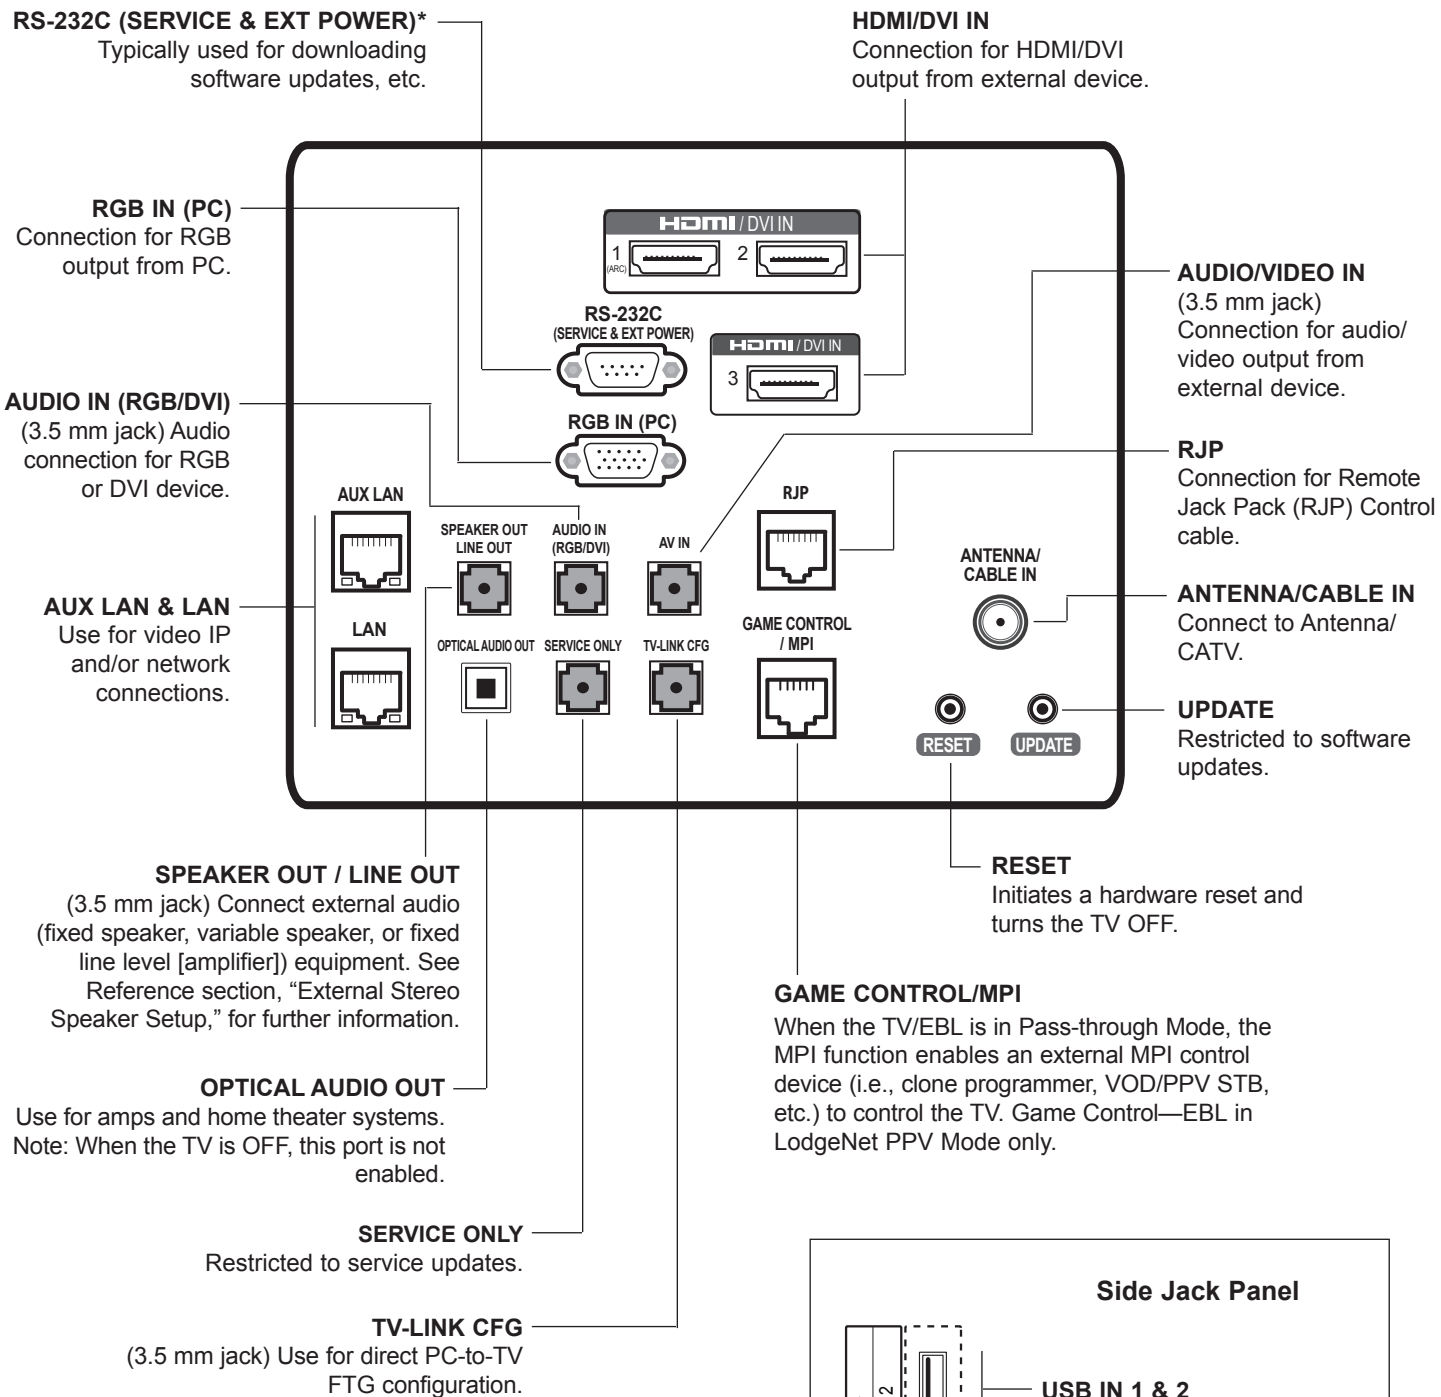 RS-232C (SERVICE & EXT POWER)*
Typically used for downloading
software updates, etc.
HDMI/DVI IN
Connection for HDMI/DVI
output from external device.
RGB IN (PC)
Connection for RGB
output from PC.
AUDIO IN (RGB/DVI)
(3.5 mm jack) Audio
connection for RGB
or DVI device.
AUX LAN & LAN
Use for video IP
and/or network
connections.
HDMI / DVI IN
1
(ARC)
2
RS-232C
(SERVICE & EXT POWER)
HDMI / DVI IN
3
RGB IN (PC)
AUX LAN
SPEAKER OUT
LINE OUT
AUDIO IN
(RGB/DVI)
AV IN
RJP
ANTENNA/
CABLE IN
LAN
OPTICAL AUDIO OUT
SERVICE ONLY
TV-LINK CFG
GAME CONTROL
/ MPI
RESET
UPDATE
AUDIO/VIDEO IN
(3.5 mm jack)
Connection for audio/
video output from
external device.
RJP
Connection for Remote
Jack Pack (RJP) Control
cable.
ANTENNA/CABLE IN
Connect to Antenna/
CATV.
UPDATE
Restricted to software
updates.
RESET
Initiates a hardware reset and
turns the TV OFF.
SPEAKER OUT / LINE OUT
(3.5 mm jack) Connect external audio
(fixed speaker, variable speaker, or fixed
line level [amplifier]) equipment. See
Reference section, “External Stereo
Speaker Setup,” for further information.
GAME CONTROL/MPI
When the TV/EBL is in Pass-through Mode, the
MPI function enables an external MPI control
device (i.e., clone programmer, VOD/PPV STB,
etc.) to control the TV. Game Control—EBL in
LodgeNet PPV Mode only.
OPTICAL AUDIO OUT
Use for amps and home theater systems.
Note: When the TV is OFF, this port is not
enabled.
SERVICE ONLY
Restricted to service updates.
TV-LINK CFG
(3.5 mm jack) Use for direct PC-to-TV
FTG configuration.
Side Jack Panel
2
USB IN 1 & 2